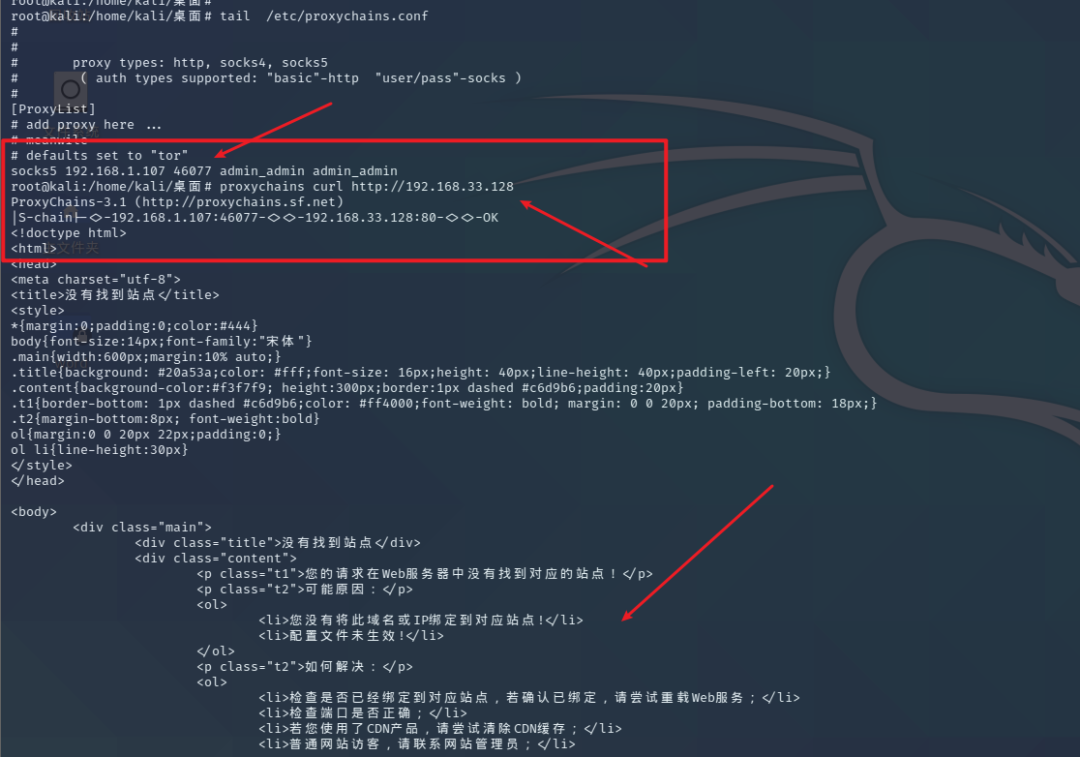 root@kali:/home/kali/桌面#
root@kali:/home/kali/桌面# tail  /etc/proxychains.conf
#
#
#       proxy types: http, socks4, socks5
#        ( auth types supported: "basic"-http  "user/pass"-socks )
#
[ProxyList]
# add proxy here ...
# meanwile
# defaults set to "tor"
socks5 192.168.1.107 46077 admin_admin admin_admin
root@kali:/home/kali/桌面# proxychains curl http://192.168.33.128
ProxyChains-3.1 (http://proxychains.sf.net)
|S-chain|-<>-192.168.1.107:46077-<><>-192.168.33.128:80-<><>-OK
<!doctype html>
<html>
<head>
<meta charset="utf-8">
<title>没有找到站点</title>
<style>
*{margin:0;padding:0;color:#444}
body{font-size:14px;font-family:"宋体"}
.main{width:600px;margin:10% auto;}
.title{background: #20a53a;color: #fff;font-size: 16px;height: 40px;line-height: 40px;padding-left: 20px;}
.content{background-color:#f3f7f9; height:300px;border:1px dashed #c6d9b6;padding:20px}
.t1{border-bottom: 1px dashed #c6d9b6;color: #ff4000;font-weight: bold; margin: 0 0 20px; padding-bottom: 18px;}
.t2{margin-bottom:8px; font-weight:bold}
ol{margin:0 0 20px 22px;padding:0;}
ol li{line-height:30px}
</style>
</head>
<body>
        <div class="main">
                <div class="title">没有找到站点</div>
                <div class="content">
                        <p class="t1">您的请求在Web服务器中没有找到对应的站点！</p>
                        <p class="t2">可能原因：</p>
                        <ol>
                                <li>您没有将此域名或IP绑定到对应站点!</li>
                                <li>配置文件未生效!</li>
                        </ol>
                        <p class="t2">如何解决：</p>
                        <ol>
                                <li>检查是否已经绑定到对应站点，若确认已绑定，请尝试重载Web服务；</li>
                                <li>检查端口是否正确；</li>
                                <li>若您使用了CDN产品，请尝试清除CDN缓存；</li>
                                <li>普通网站访客，请联系网站管理员；</li>